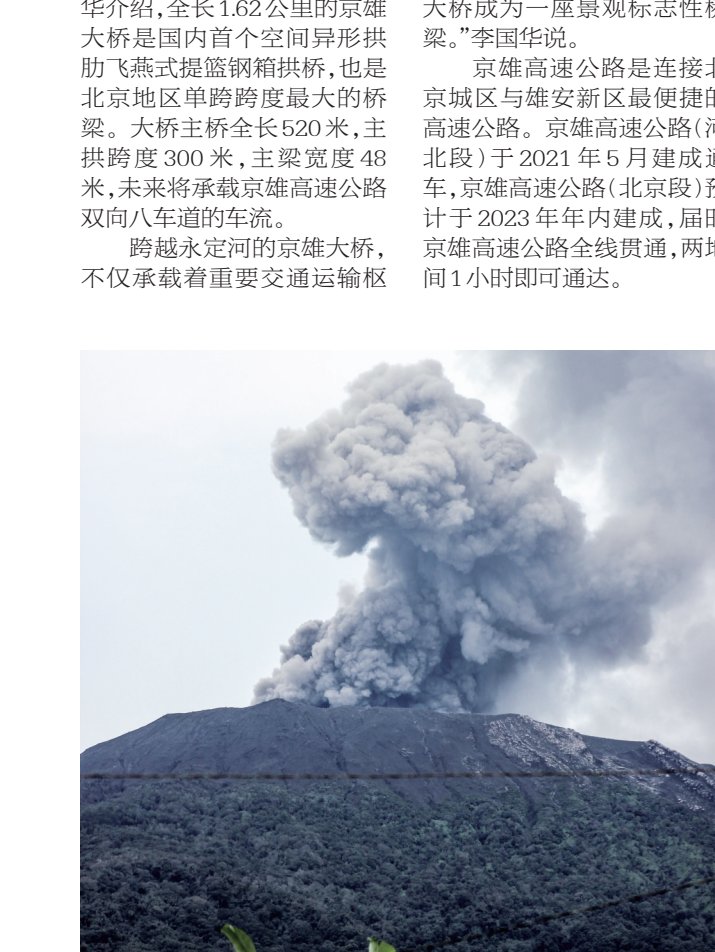 华介绍,全长1.62公里的京雄
大桥是国内首个空间异形拱
肋飞燕式提篮钢箱拱桥,也是
北京地区单跨跨度最大的桥
梁。大桥主桥全长520米,主
拱跨度300米,主梁宽度48
米,未来将承载京雄高速公路
双向八车道的车流。
跨越永定河的京雄大桥,
不仅承载着重要交通运输枢
大桥成为一座景观标志性桥
梁。”李国华说。
京雄高速公路是连接北
京城区与雄安新区最便捷的
高速公路。京雄高速公路(河
北段)于2021年5月建成通
车,京雄高速公路(北京段)预
计于2023年年内建成,届时
京雄高速公路全线贯通,两地
间1小时即可通达。